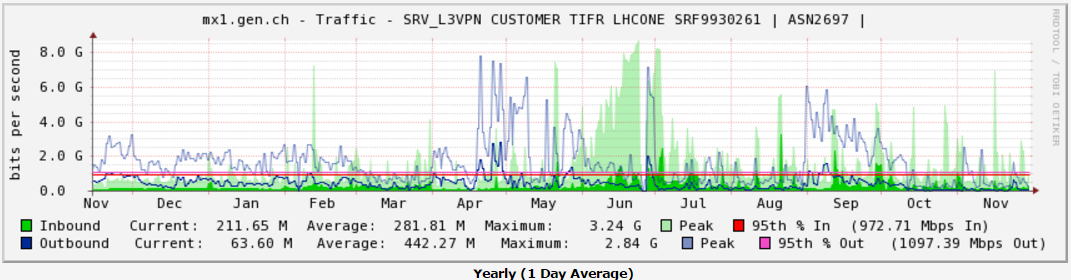 mx1.gen.ch - Traffic - SRV_L3VPN CUSTOMER TIFR LHCONE SRF9930261 | ASN2697 |
RRDTOOL / TOBI OETIKER
bits per second
8.0 G
6.0 G
4.0 G
2.0 G
0.0
Nov Dec Jan Feb Mar Apr May Jun Jul Aug Sep Oct Nov
Inbound Current: 211.65 M Average: 281.81 M Maximum: 3.24 G Peak 95th % In (972.71 Mbps In)
Outbound Current: 63.60 M Average: 442.27 M Maximum: 2.84 G Peak 95th % Out (1097.39 Mbps Out)
Yearly (1 Day Average)